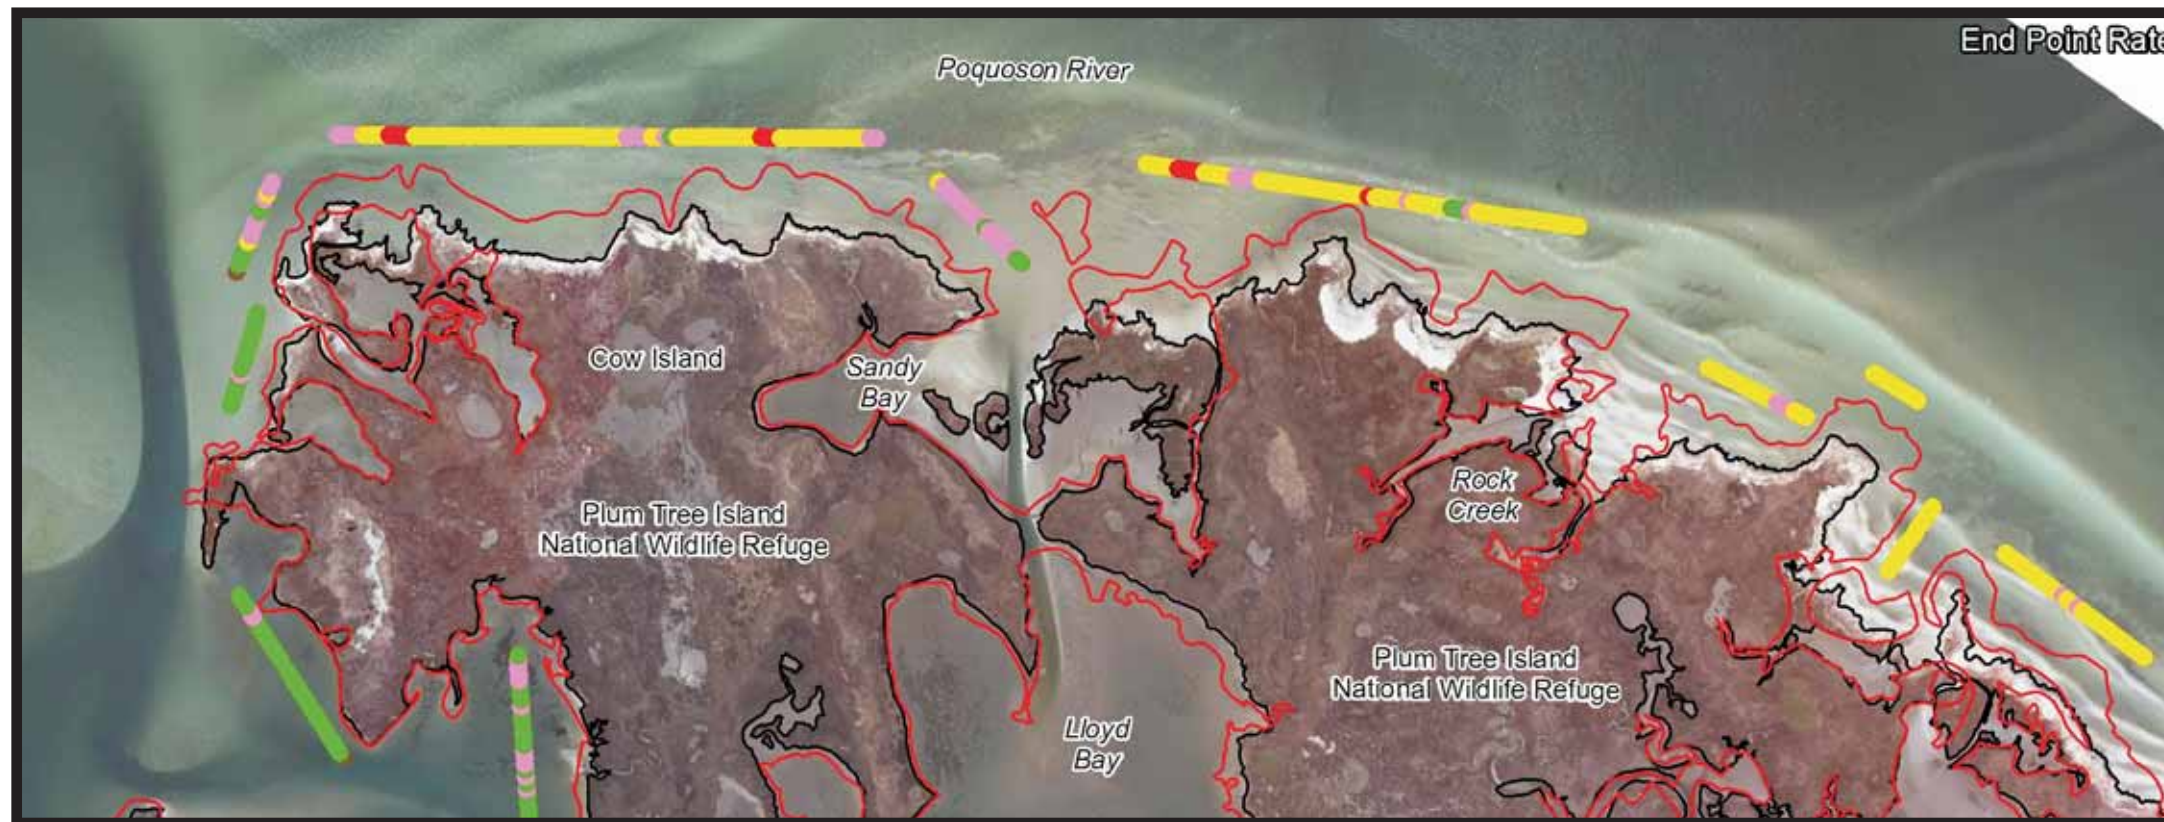 End Point Rate
Poquoson River
Cow Island
Sandy
Bay
Rock
Creek
Plum Tree Island
National Wildlife Refuge
Plum Tree Island
National Wildlife Refuge
Lloyd
Bay